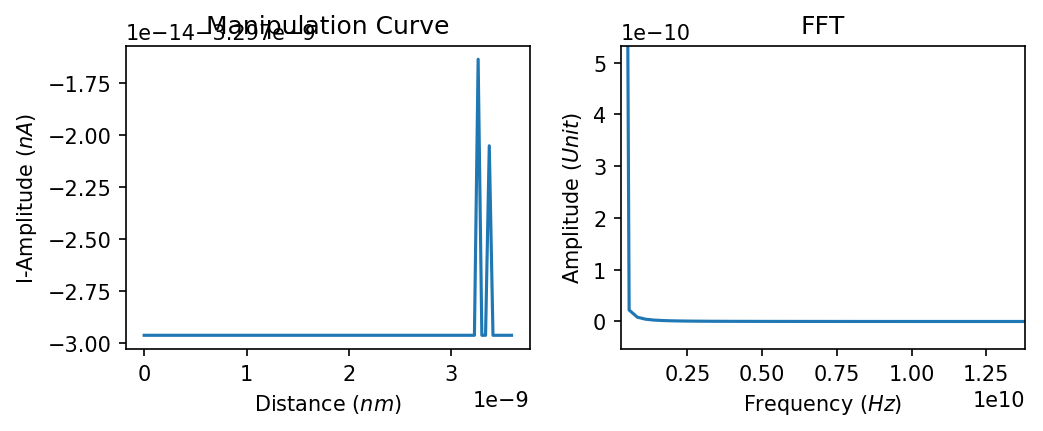 Manipulation Curve
1e−14−3.297e−9
I-Amplitude (nA)
−1.75
−2.00
−2.25
−2.50
−2.75
−3.00
0 1 2 3
1e−9
Distance (nm)
FFT
1e−10
Amplitude (Unit)
5
4
3
2
1
0
0.25 0.50 0.75 1.00 1.25
1e10
Frequency (Hz)